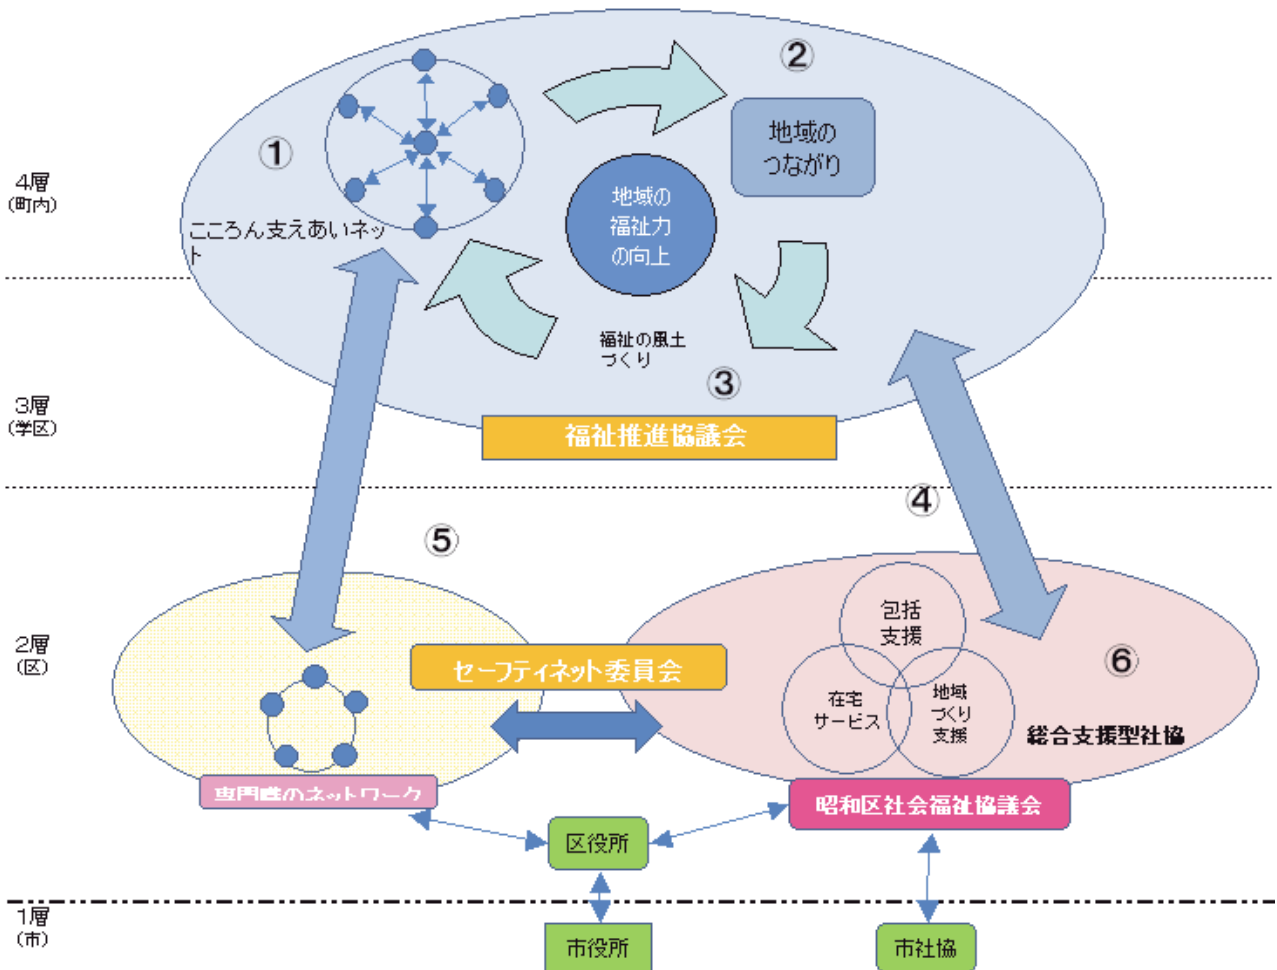 ②
地域の
つながり
①
4層
(町内)
地域の
福祉力
の向上
こころん支えあいネッ
ト
福祉の風土
づくり
③
3層
(学区)
福祉推進協議会
④
⑤
包括
支援
2層
(区)
セーフティネット委員会
⑥
在宅
サービス
地域
づくり
支援
総合支援型社協
専門職のネットワーク
昭和区社会福祉協議会
区役所
1層
(市)
市役所
市社協